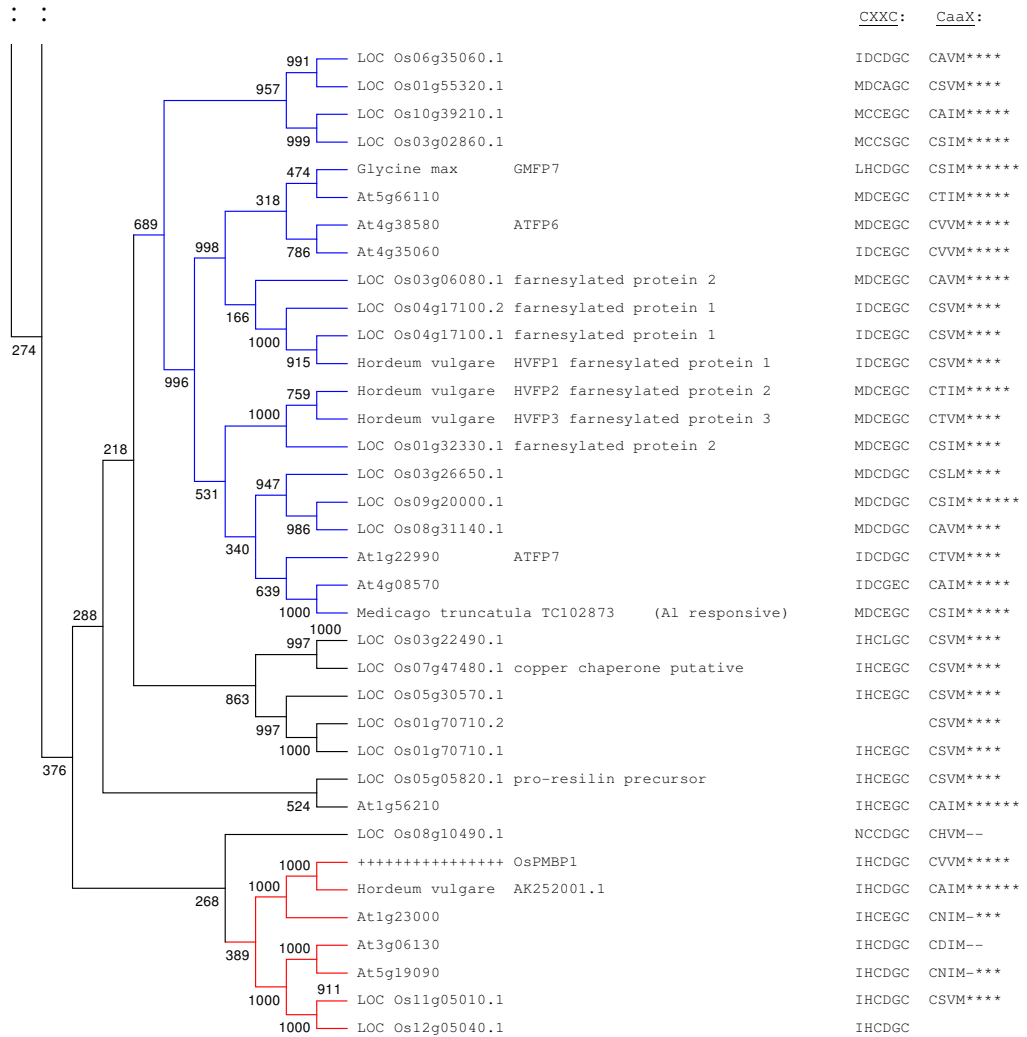 : :
CXXC: CaaX:
991 LOC Os06g35060.1 IDCDGC CAVM****
957 LOC Os01g55320.1 MDCAGC CSVM****
LOC Os10g39210.1 MCCEGC CAIM*****
999 LOC Os03g02860.1 MCCSGC CSIM****
474 Glycine max GMFP7 LHCDGC CSIM******
318 At5g66110 MDCEGC CTIM*****
689 At4g38580 ATFP6 MDCEGC CVVM*****
998 786 At4g35060 IDCEGC CVVM*****
LOC Os03g06080.1 farnesylated protein 2 MDCEGC CAVM*****
166 LOC Os04g17100.2 farnesylated protein 1 IDCEGC CSVM****
274 1000 LOC Os04g17100.1 farnesylated protein 1 IDCEGC CSVM****
996 915 Hordeum vulgare HVFP1 farnesylated protein 1 IDCEGC CSVM****
759 Hordeum vulgare HVFP2 farnesylated protein 2 MDCEGC CTIM*****
1000 Hordeum vulgare HVFP3 farnesylated protein 3 MDCEGC CTVM****
218 LOC Os01g32330.1 farnesylated protein 2 MDCEGC CSIM****
LOC Os03g26650.1 MDCDGC CSLM****
531 947 LOC Os09g20000.1 MDCDGC CSIM******
986 LOC Os08g31140.1 MDCDGC CAVM****
340 At1g22990 ATFP7 IDCDGC CTVM****
639 At4g08570 IDCGEC CAIM*****
288 1000 Medicago truncatula TC102873 (Al responsive) MDCEGC CSIM*****
1000
997 LOC Os03g22490.1 IHCLGC CSVM****
LOC Os07g47480.1 copper chaperone putative IHCEGC CSVM****
863 LOC Os05g30570.1 IHCEGC CSVM****
997 LOC Os01g70710.2 CSVM****
1000 LOC Os01g70710.1 IHCEGC CSVM****
376 LOC Os05g05820.1 pro-resilin precursor IHCEGC CSVM****
524 At1g56210 IHCEGC CAIM******
LOC Os08g10490.1 NCCDGC CHVM--
1000 ++++++++++++++++ OsPMBP1 IHCDGC CVVM*****
1000 Hordeum vulgare AK252001.1 IHCDGC CAIM******
268 At1g23000 IHCEGC CNIM-***
389 1000 At3g06130 IHCDGC CDIM--
At5g19090 IHCDGC CNIM-***
1000 911 LOC Os11g05010.1 IHCDGC CSVM****
1000 LOC Os12g05040.1 IHCDGC